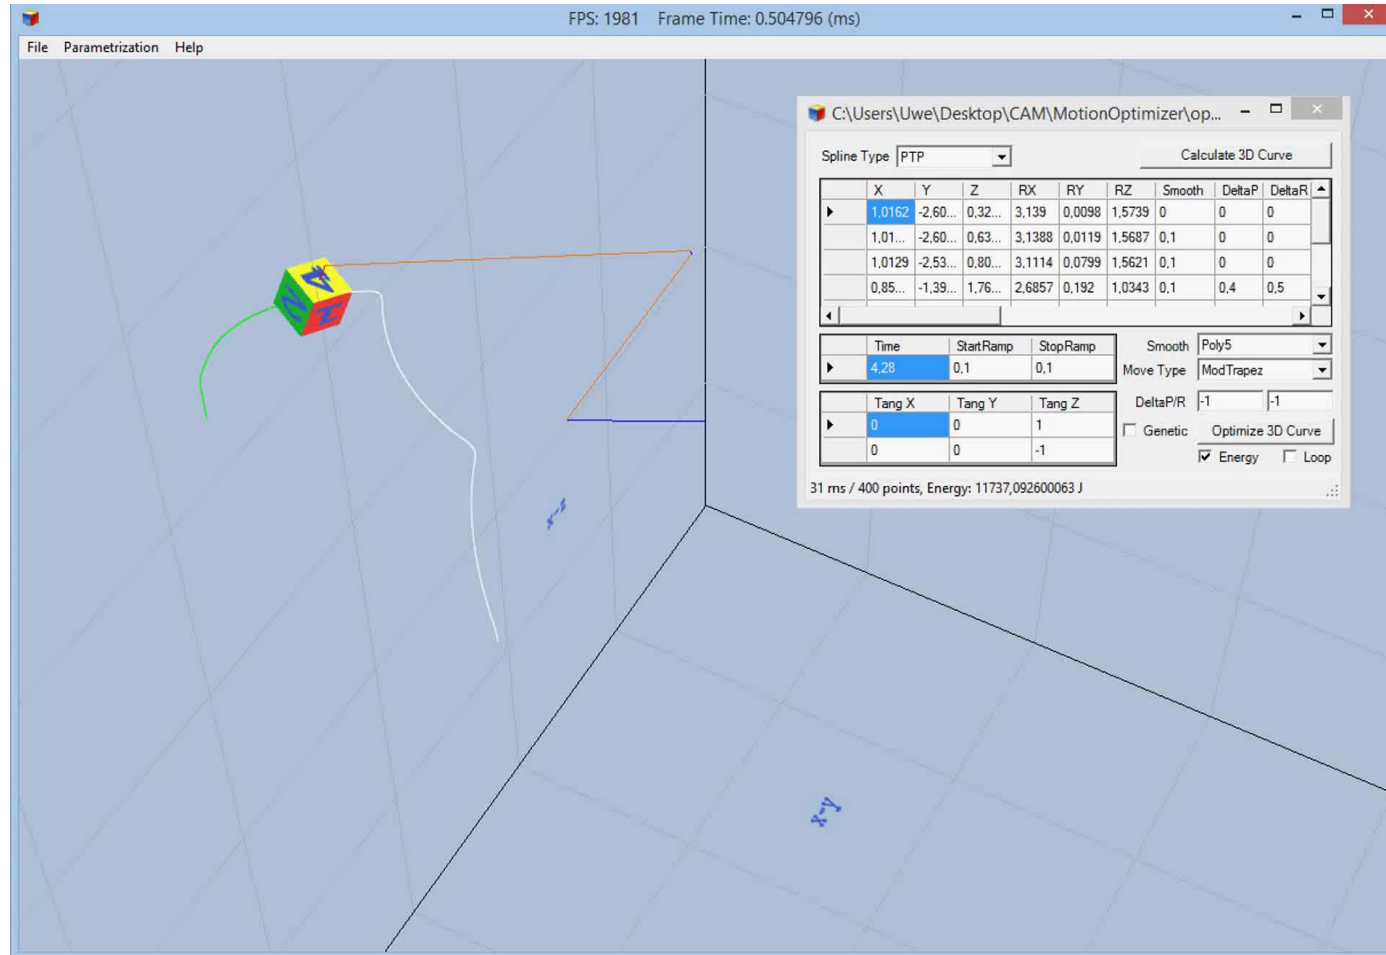 FPS: 1981 Frame Time: 0.504796 (ms)
File Parametrization Help
C:\Users\Uwe\Desktop\CAM\MotionOptimizer\op...
Spline Type PTP Calculate 3D Curve
X Y Z RX RY RZ Smooth DeltaP DeltaR
1,0162 -2,60... 0,32... 3,139 0,0098 1,5739 0 0 0
1,01... -2,60... 0,63... 3,1388 0,0119 1,5687 0,1 0 0
1,0129 -2,53... 0,80... 3,1114 0,0799 1,5621 0,1 0 0
0,85... -1,39... 1,76... 2,6857 0,192 1,0343 0,1 0,4 0,5
Time StartRamp StopRamp Smooth Poly5
4,28 0,1 0,1 Move Type ModTrapez
Tang X Tang Y Tang Z DeltaP/R -1 -1
0 0 1 Genetic Optimize 3D Curve
0 0 -1 Energy Loop
31 ms / 400 points, Energy: 11737,092600063 J
x-y